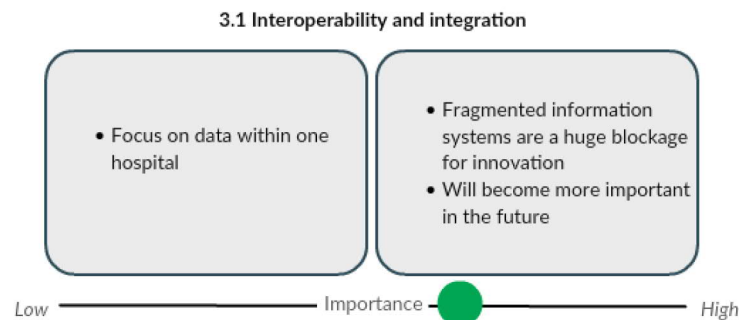 3.1 Interoperability and integration
• Focus on data within one
hospital
• Fragmented information
systems are a huge blockage
for innovation
• Will become more important
in the future
Low
Importance
High